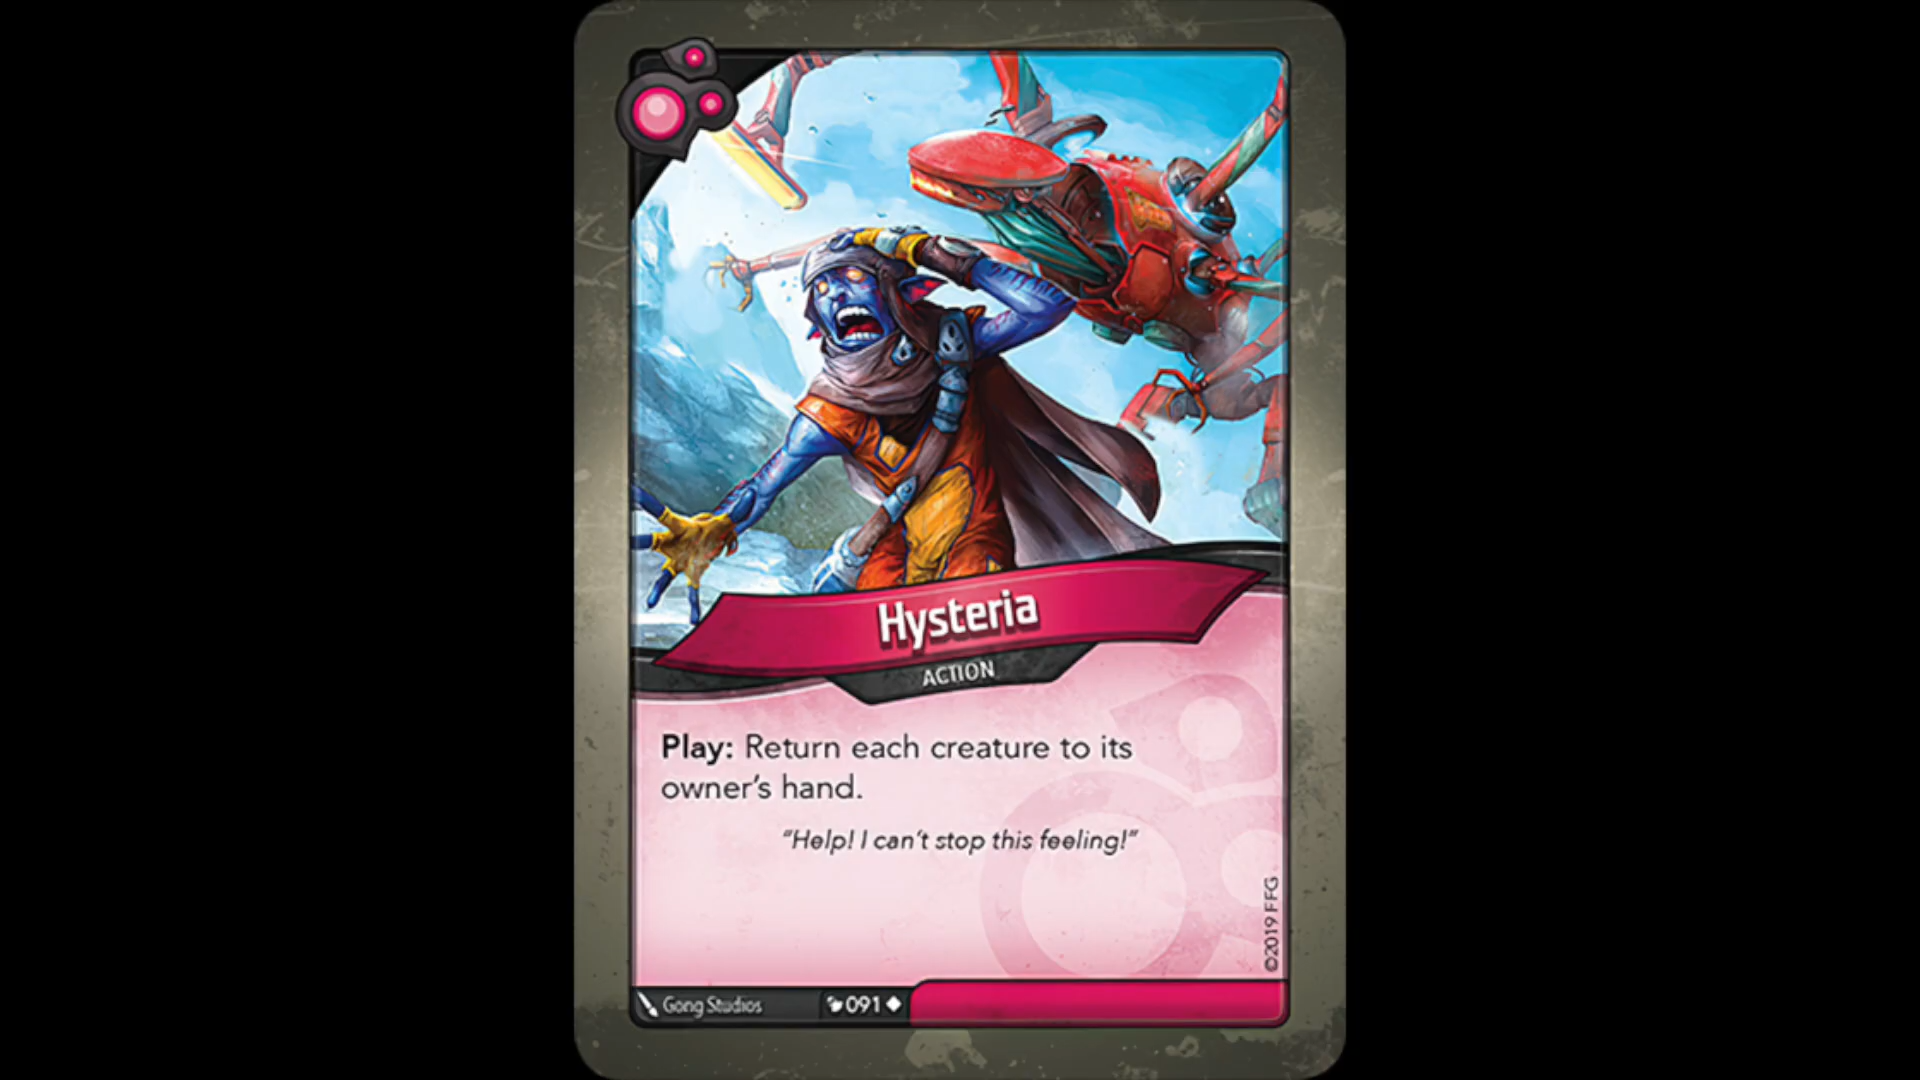 Hysteria
ACTION
Play: Return each creature to its
owner's hand.
"Help! I can't stop this feeling!"
©2019 FFG
Gong Studios
091